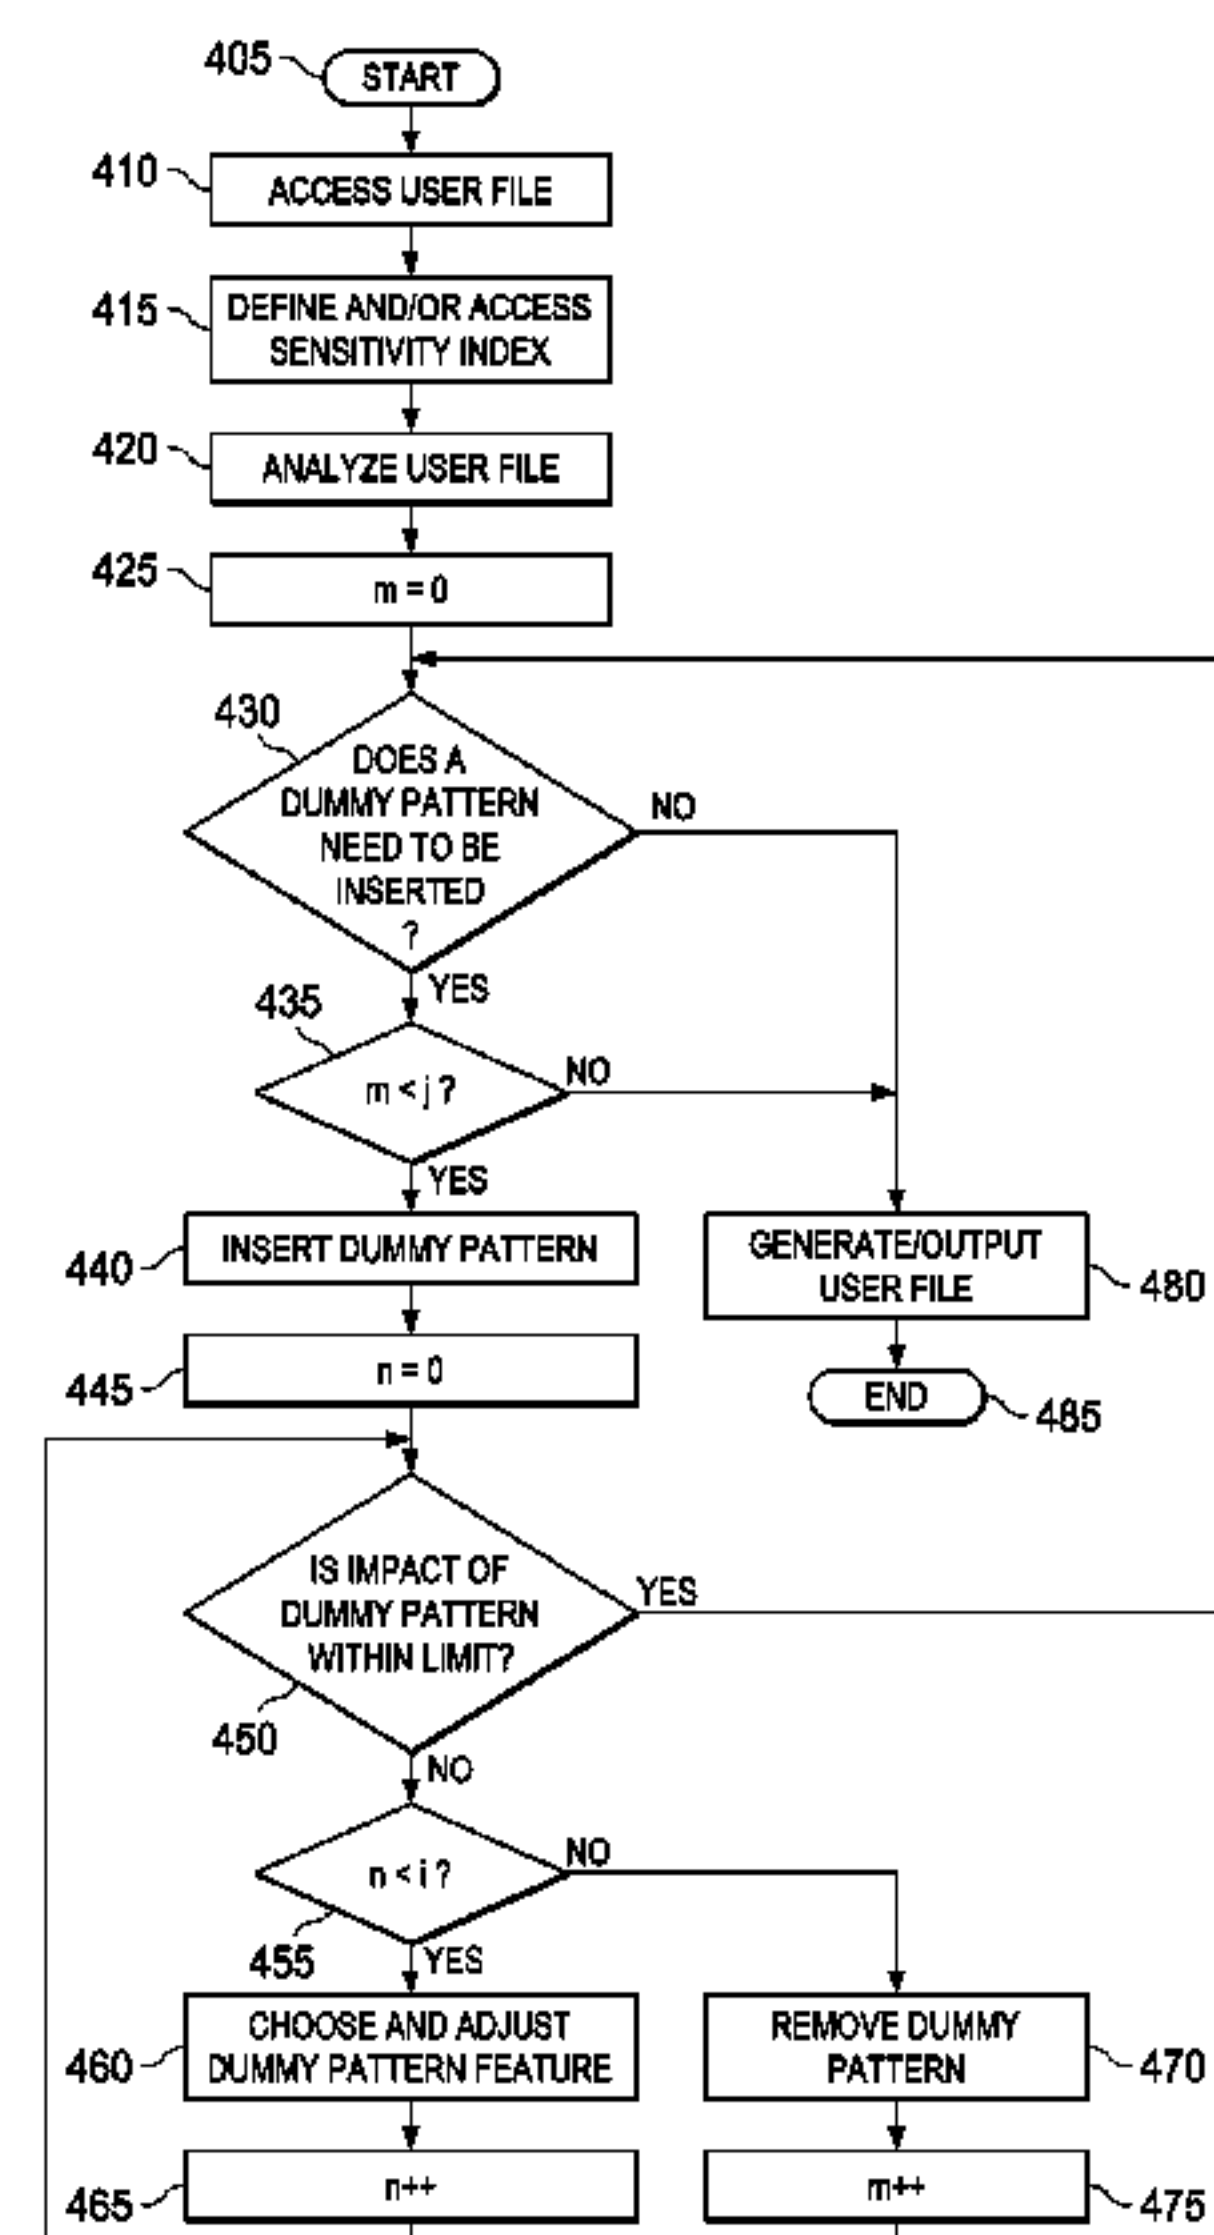 405
START
410
ACCESS USER FILE
415
DEFINE AND/OR ACCESS
SENSITIVITY INDEX
420
ANALYZE USER FILE
425
m = 0
430
DOES A
DUMMY PATTERN
NEED TO BE
INSERTED
?
NO
YES
435
m < j ?
NO
YES
440
INSERT DUMMY PATTERN
GENERATE/OUTPUT
USER FILE
480
445
n = 0
END
485
IS IMPACT OF
DUMMY PATTERN
WITHIN LIMIT?
YES
450
NO
n < i ?
NO
455
YES
460
CHOOSE AND ADJUST
DUMMY PATTERN FEATURE
REMOVE DUMMY
PATTERN
470
465
n++
m++
475